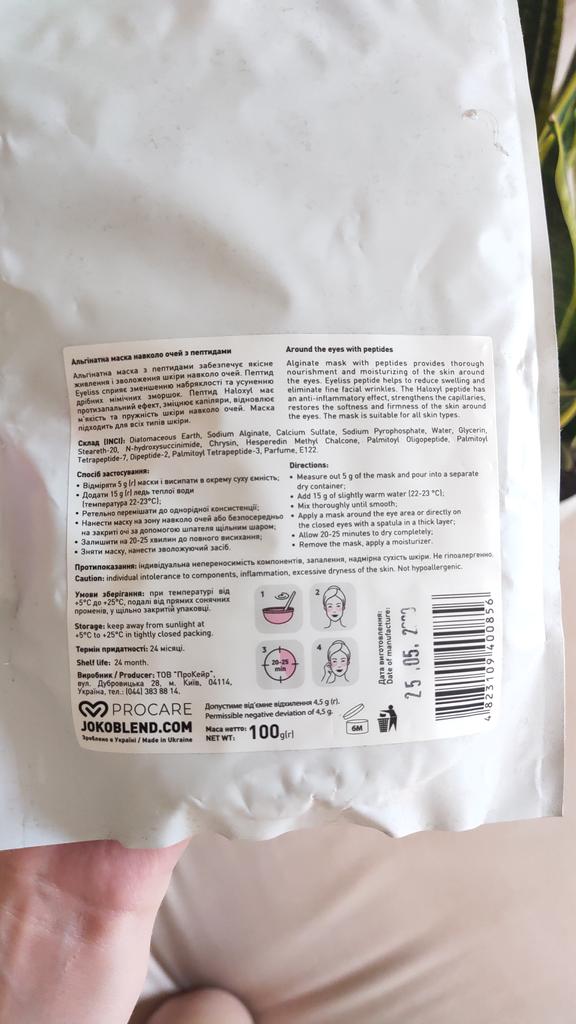 Альгінатна маска навколо очей з пептидами
Альгінатна маска з пептидами забезпечує якісне
живлення і зволоження шкіри навколо очей. Пептид
Eyeliss сприяє зменшенню набряклості та усуненню
дрібних мімічних зморшок. Пептид Haloxyl має
протизапальний ефект, зміцнює капіляри, відновлює
м'якість та пружність шкіри навколо очей. Маска
підходить для всіх типів шкіри.
Around the eyes with peptides
Alginate mask with peptides provides thorough
nourishment and moisturizing of the skin around
the eyes. Eyeliss peptide helps to reduce swelling and
eliminate fine facial wrinkles. The Haloxyl peptide has
an anti-inflammatory effect, strengthens the capillaries,
restores the softness and firmness of the skin around
the eyes. The mask is suitable for all skin types.
Склад (INCI): Diatomaceous Earth, Sodium Alginate, Calcium Sulfate, Sodium Pyrophosphate, Water, Glycerin,
Steareth-20, N-hydroxysuccinimide, Chrysin, Hesperedin Methyl Chalcone, Palmitoyl Oligopeptide, Palmitoyl
Tetrapeptide-7, Dipeptide-2, Palmitoyl Tetrapeptide-3, Parfume, E122.
Спосіб застосування:
• Відміряти 5 g (г) маски і висипати в окрему суху ємність;
• Додати 15 g (г) ледь теплої води
(температура 22-23°C);
• Ретельно перемішати до однорідної консистенції;
• Нанести маску на зону навколо очей або безпосередньо
на закриті очі за допомогою шпателя щільним шаром;
• Залишити на 20-25 хвилин до повного висихання;
• Зняти маску, нанести зволожуючий засіб.
Directions:
• Measure out 5 g of the mask and pour into a separate
dry container;
• Add 15 g of slightly warm water (22-23 °C);
• Mix thoroughly until smooth;
• Apply a mask around the eye area or directly on
the closed eyes with a spatula in a thick layer;
• Allow 20-25 minutes to dry completely;
• Remove the mask, apply a moisturizer.
Протипоказання: індивідуальна непереносимість компонентів, запалення, надмірна сухість шкіри. Не гіпоалергенно.
Caution: individual intolerance to components, inflammation, excessive dryness of the skin. Not hypoallergenic.
Умови зберігання: при температурі від
+5°C до +25°C, подалі від прямих сонячних
променів, у щільно закритій упаковці.
Storage: keep away from sunlight at
+5°C to +25°C in tightly closed packing.
Термін придатності: 24 місяці.
Shelf life: 24 month.
Виробник / Producer: ТОВ "ПроКейр",
вул. Дубровицька 28, м. Київ, 04114,
Україна, тел.: (044) 383 88 14.
PROCARE
JOKOBLEND.COM
Зроблено в Україні / Made in Ukraine
1
2
3
20-25
min
4
Допустиме від'ємне відхилення 4,5 g (г).
Permissible negative deviation of 4,5 g.
Маса нетто:
NET WT:
100g(г)
6M
Дата виготовлення:
Date of manufacture:
25 .05.
4 823109 400856